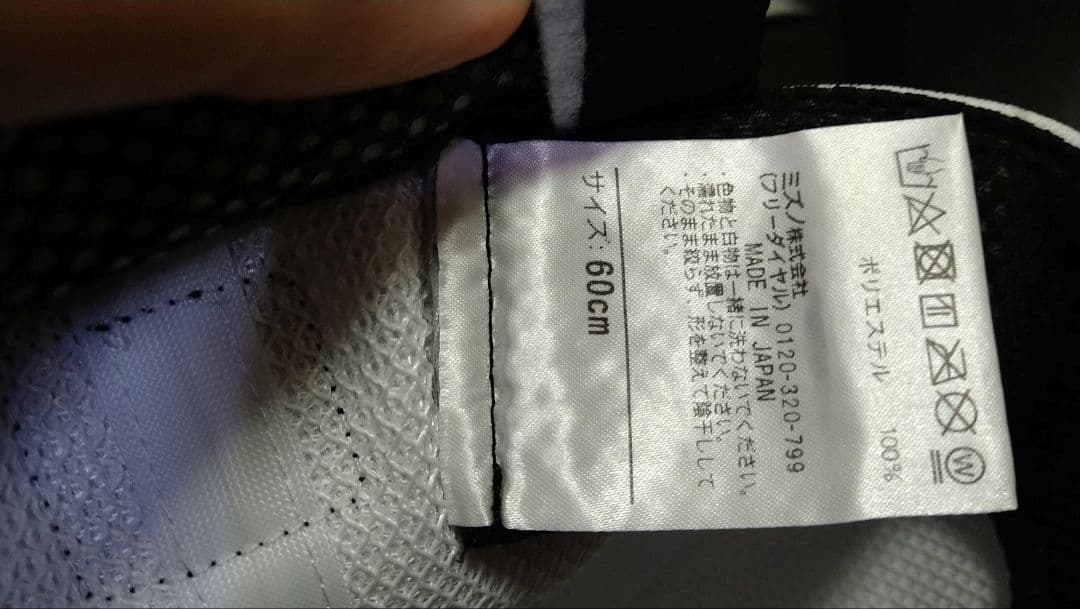 サイズ: 60cm
・色物と白物は一緒に洗わないでください。
・濡れたまま放置しないでください。
・そのまま絞らず 形を整えて陰干しして
ください。
MADE IN JAPAN
ミズノ株式会社
(フリーダイヤル) 0120-320-799
ポリエステル 100%
W